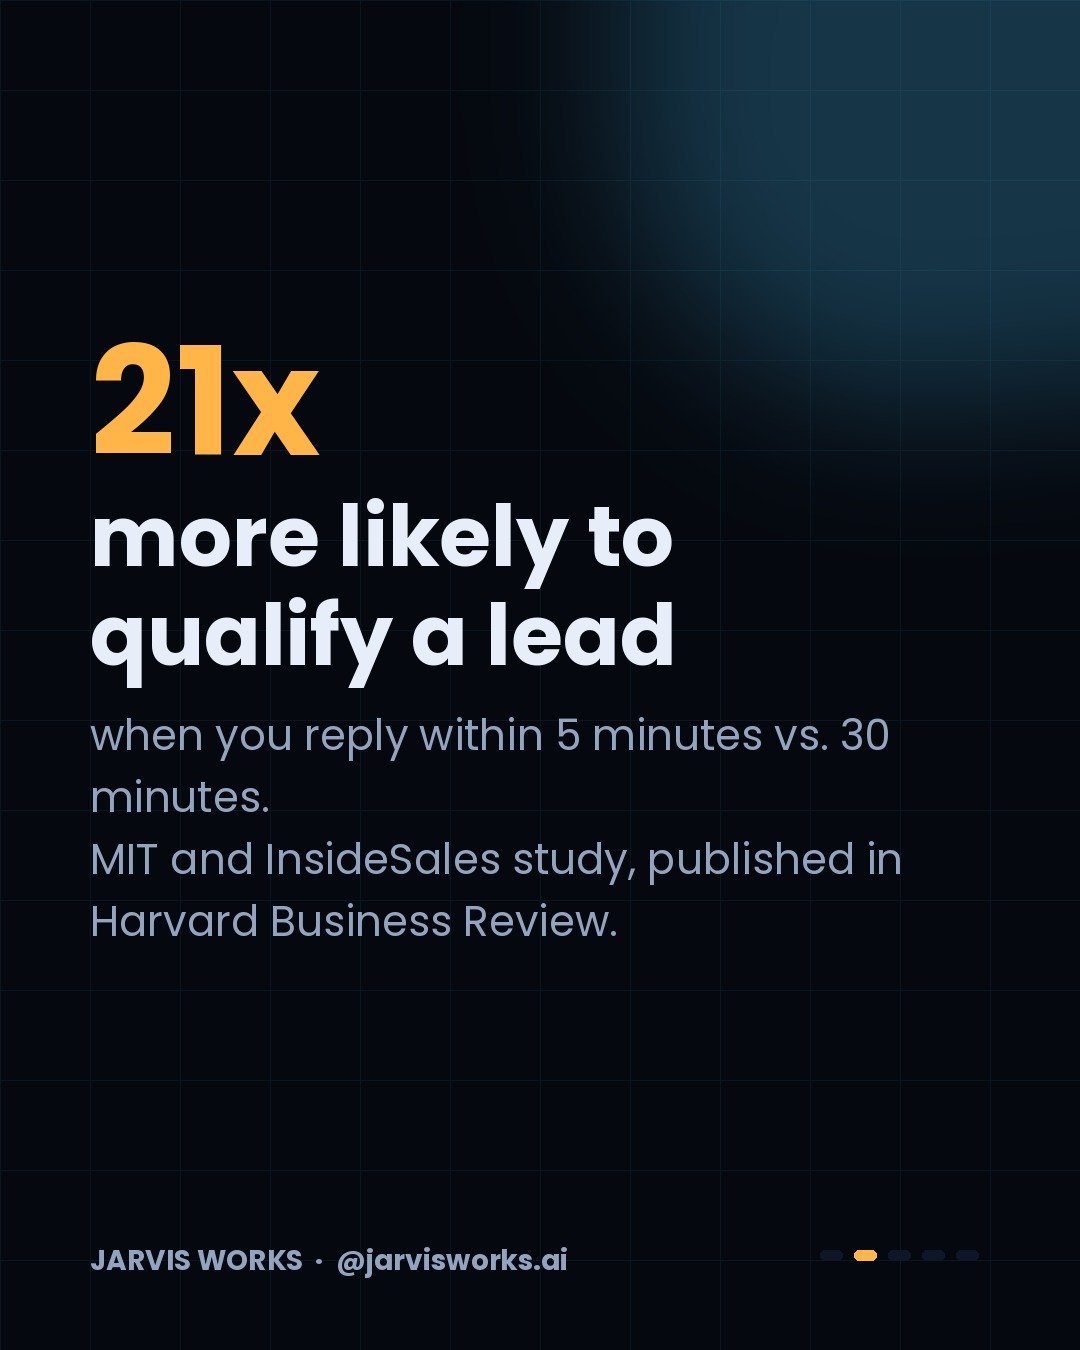 21x
more likely to
qualify a lead
when you reply within 5 minutes vs. 30
minutes.
MIT and InsideSales study, published in
Harvard Business Review.
JARVIS WORKS · @jarvisworks.ai